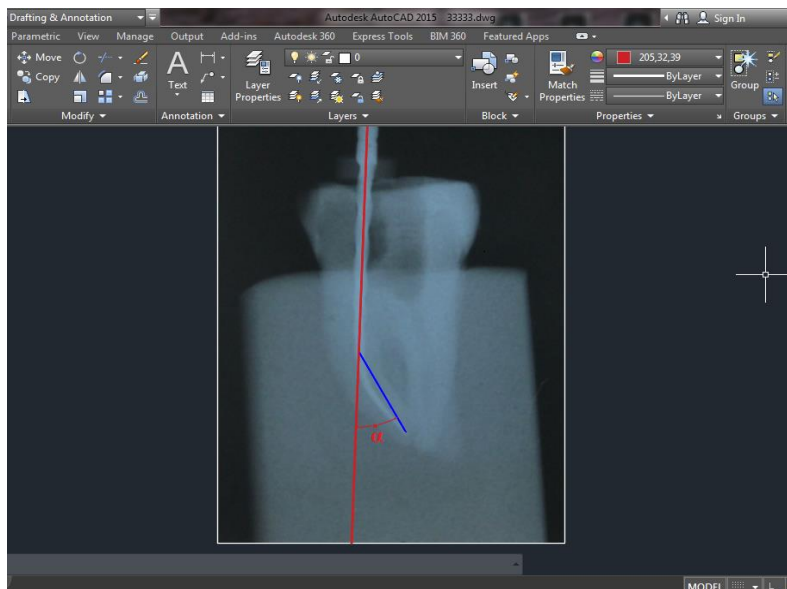 Drafting & Annotation
Autodesk AutoCAD 2015 33333.dwg
Sign In
Parametric View Manage Output Add-ins Autodesk 360 Express Tools BIM 360 Featured Apps
Move
Copy
Text
Layer
Properties
0
Insert
Match
Properties
205,32,39
ByLayer
ByLayer
Group
Modify Annotation Layers Block Properties Groups
α
MODEL